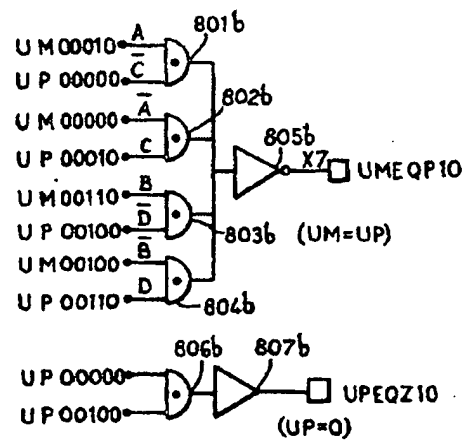 801b
UM00010 A
UP00000 C̅
802b
UM00000 A̅
UP00010 C
805b
X7
UMEQP10
UM00110 B
UP00100 D̅
803b
(UM=UP)
UM00100 B̅
UP00110 D
804b
806b
807b
UP00000
UP00100
UPEQZ10
(UP=0)